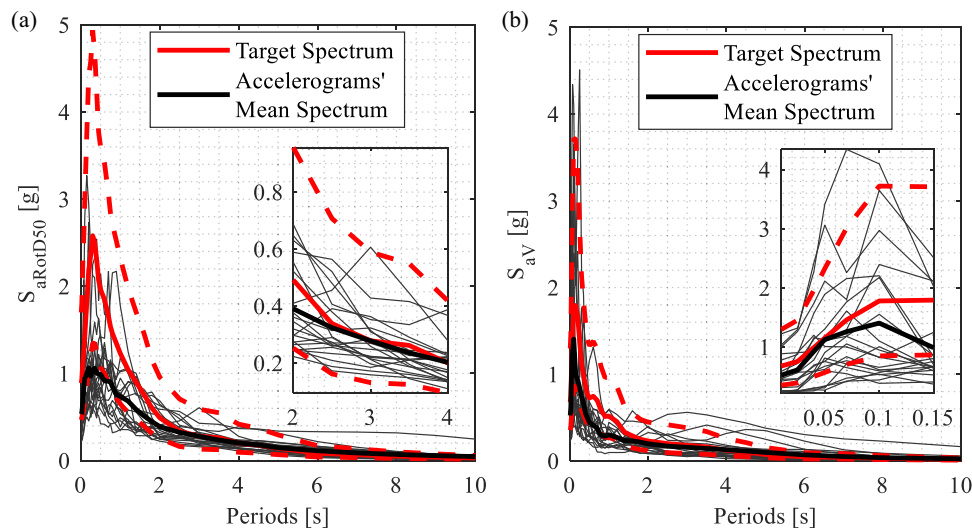 (a)
5
4
3
2
1
0
S_aRotD50 [g]
Target Spectrum
Accelerograms'
Mean Spectrum
0.8
0.6
0.4
0.2
2 3 4
0 2 4 6 8 10
Periods [s]
(b)
5
4
3
2
1
0
S_aV [g]
Target Spectrum
Accelerograms'
Mean Spectrum
4
3
2
1
0.05 0.1 0.15
0 2 4 6 8 10
Periods [s]